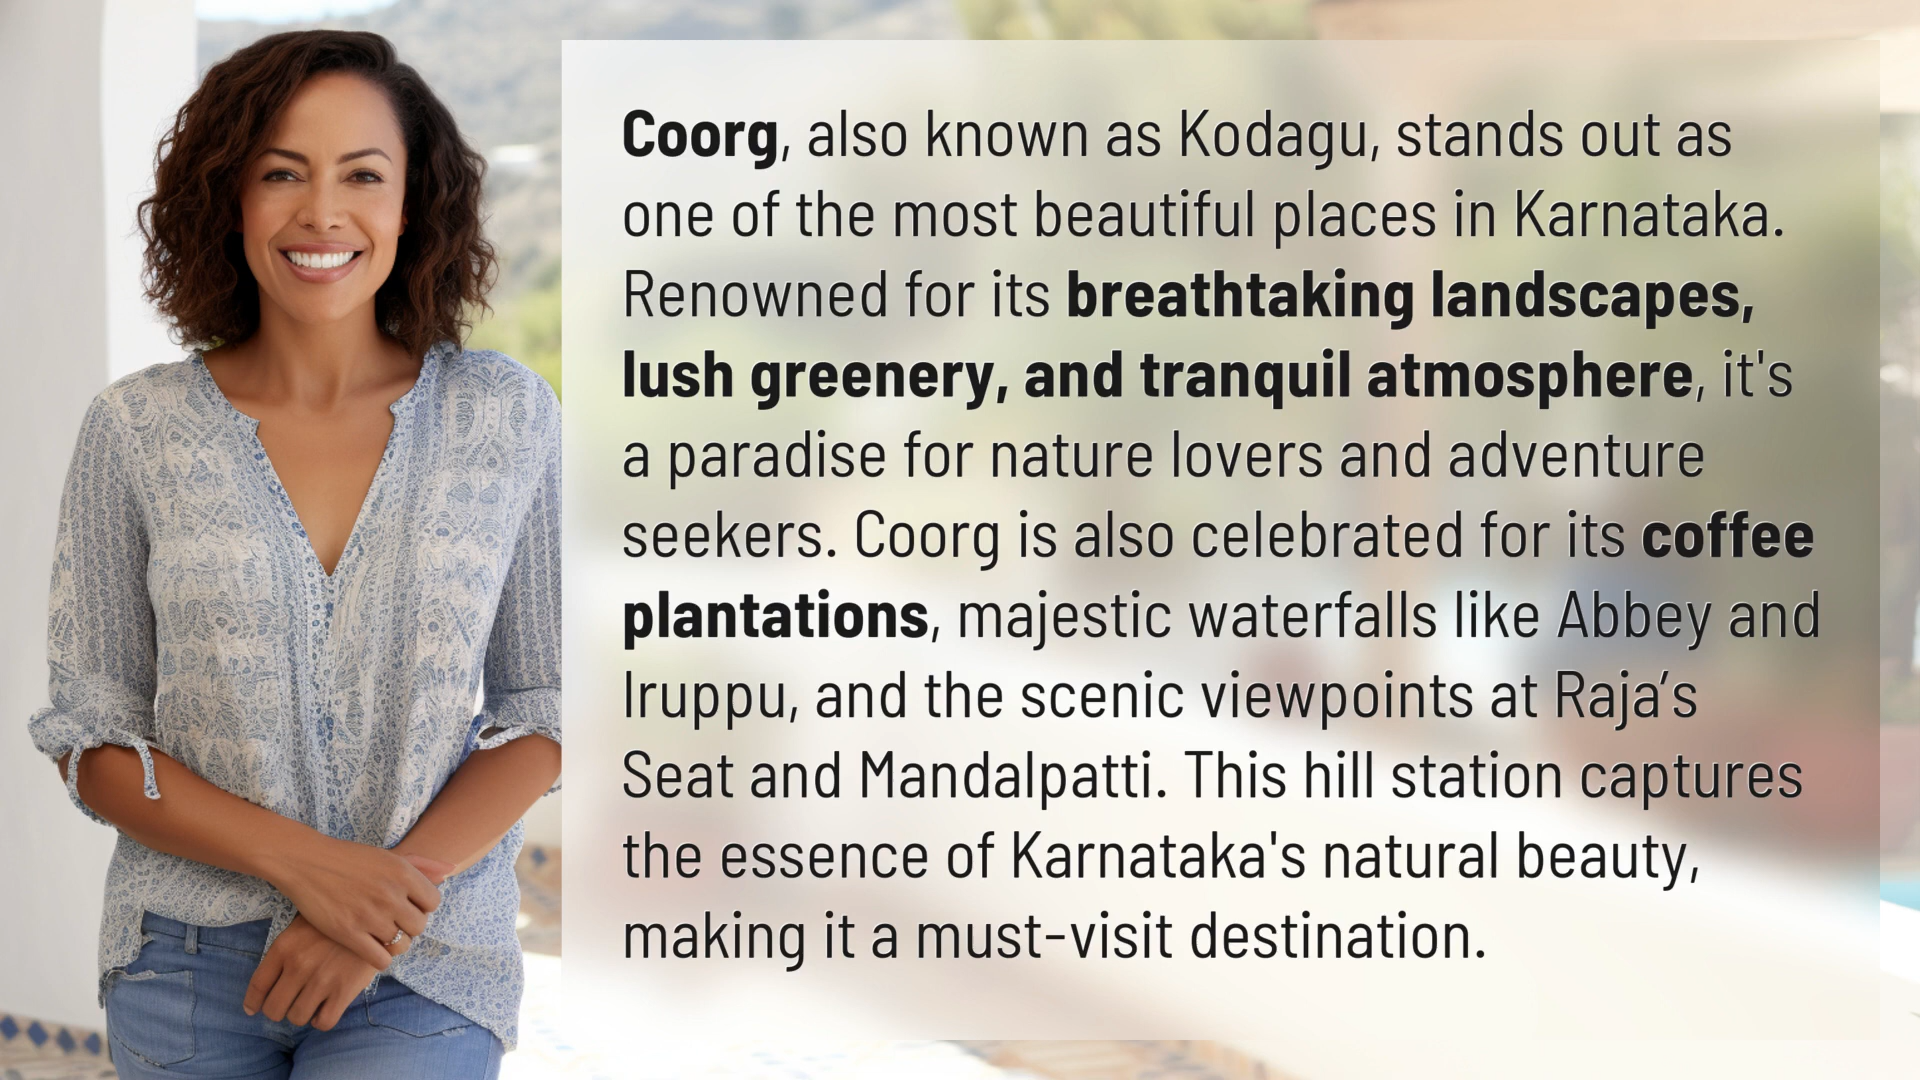 Coorg, also known as Kodagu, stands out as
one of the most beautiful places in Karnataka.
Renowned for its breathtaking landscapes,
lush greenery, and tranquil atmosphere, it's
a paradise for nature lovers and adventure
seekers. Coorg is also celebrated for its coffee
plantations, majestic waterfalls like Abbey and
Iruppu, and the scenic viewpoints at Raja’s
Seat and Mandalpatti. This hill station captures
the essence of Karnataka's natural beauty,
making it a must-visit destination.